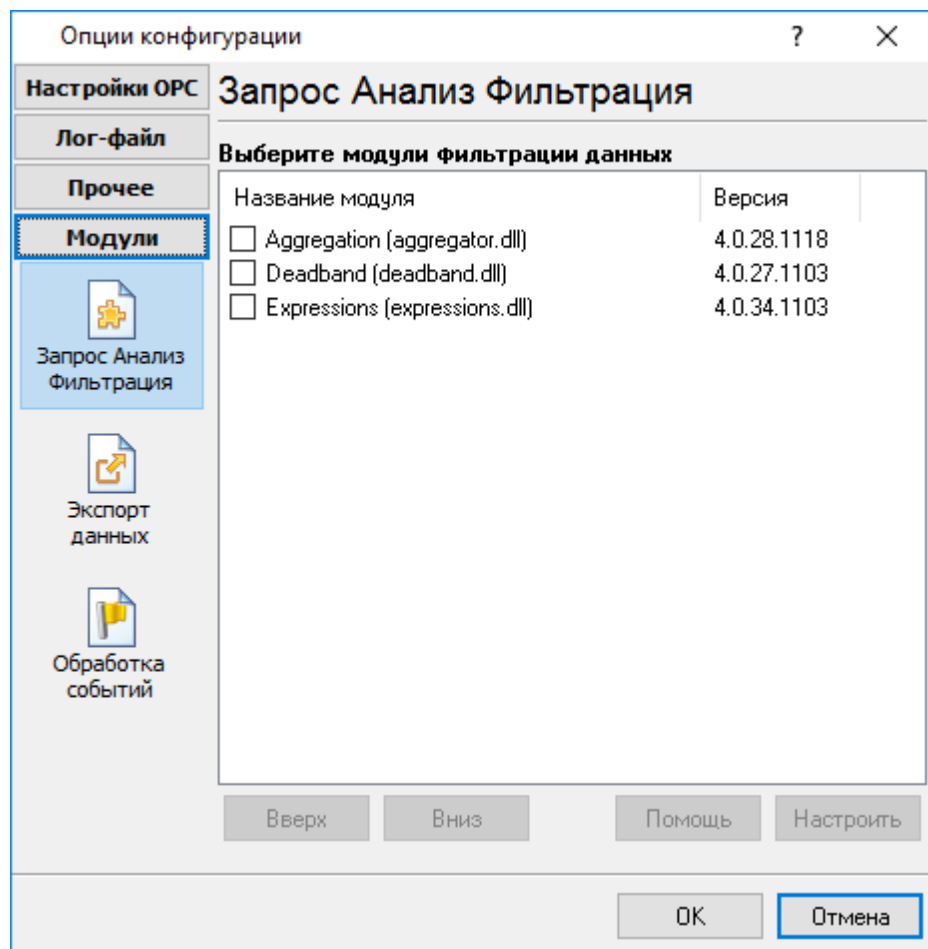 Опции конфигурации
?
Настройки OPC
Лог-файл
Прочее
Модули
Запрос Анализ
Фильтрация
Экспорт
данных
Обработка
событий
Запрос Анализ Фильтрация
Выберите модули фильтрации данных
Название модуля Версия
Aggregation (aggregator.dll) 4.0.28.1118
Deadband (deadband.dll) 4.0.27.1103
Expressions (expressions.dll) 4.0.34.1103
Вверх Вниз Помощь Настроить
OK Отмена